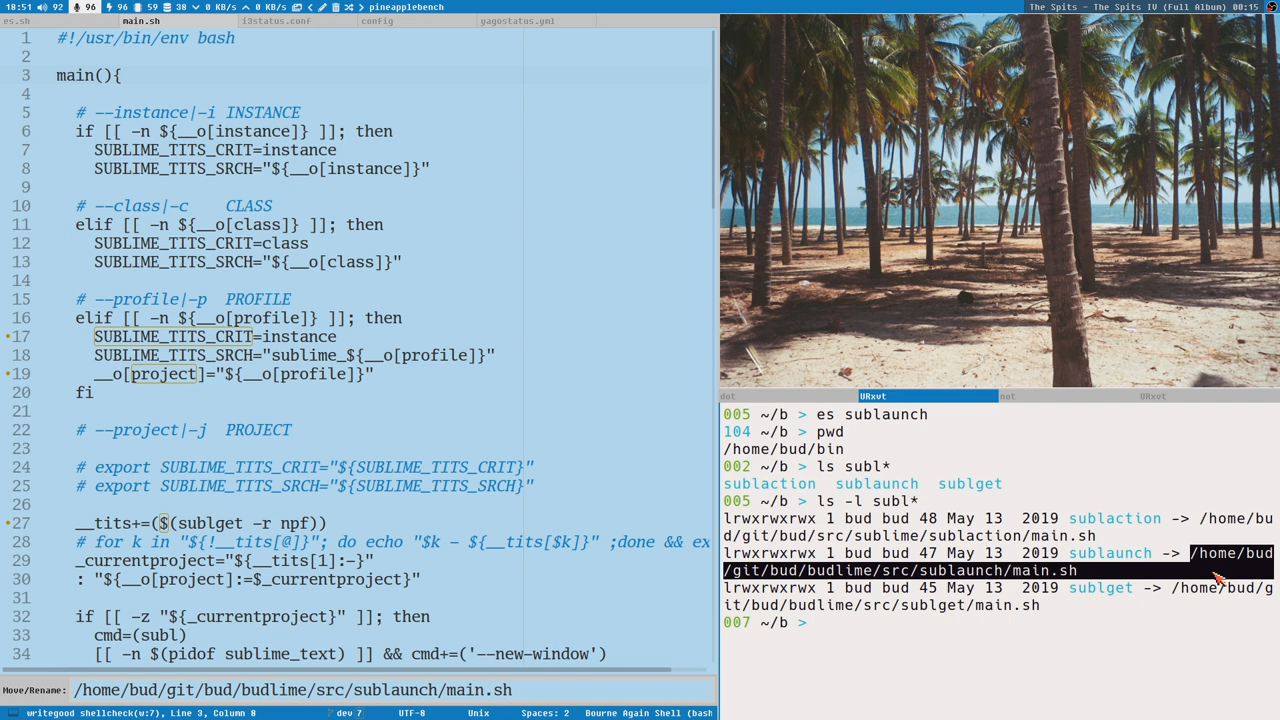 18:51 92 96 96 59 38 0 KB/s 0 KB/s pineapplebench
The Spits - The Spits IV (Full Album) 00:15
es.sh main.sh i3status.conf config yagostatus.yml
1 #!/usr/bin/env bash
2
3 main(){
4
5 # --instance|-i INSTANCE
6 if [[ -n ${__o[instance]} ]]; then
7 SUBLIME_TITS_CRIT=instance
8 SUBLIME_TITS_SRCH="${__o[instance]}"
9
10 # --class|-c CLASS
11 elif [[ -n ${__o[class]} ]]; then
12 SUBLIME_TITS_CRIT=class
13 SUBLIME_TITS_SRCH="${__o[class]}"
14
15 # --profile|-p PROFILE
16 elif [[ -n ${__o[profile]} ]]; then
17 SUBLIME_TITS_CRIT=instance
18 SUBLIME_TITS_SRCH="sublime_${__o[profile]}"
19 __o[project]="${__o[profile]}"
20 fi
21
22 # --project|-j PROJECT
23
24 # export SUBLIME_TITS_CRIT="${SUBLIME_TITS_CRIT}"
25 # export SUBLIME_TITS_SRCH="${SUBLIME_TITS_SRCH}"
26
27 __tits+=($(sublget -r npf))
28 # for k in "${!__tits[@]}"; do echo "$k - ${__tits[$k]}" ;done && ex
29 _currentproject="${__tits[1]:-}"
30 : "${__o[project]:=$_currentproject}"
31
32 if [[ -z "${_currentproject}" ]]; then
33 cmd=(subl)
34 [[ -n $(pidof sublime_text) ]] && cmd+=('--new-window')
Move/Rename: /home/bud/git/bud/budlime/src/sublaunch/main.sh
writegood shellcheck(w:7), Line 3, Column 8 dev 7 UTF-8 Unix Spaces: 2 Bourne Again Shell (bash
dot URxvt not URxvt
005 ~/b > es sublaunch
104 ~/b > pwd
/home/bud/bin
002 ~/b > ls subl*
sublaction sublaunch sublget
005 ~/b > ls -l subl*
lrwxrwxrwx 1 bud bud 48 May 13 2019 sublaction -> /home/bu
d/git/bud/src/sublime/sublaction/main.sh
lrwxrwxrwx 1 bud bud 47 May 13 2019 sublaunch -> /home/bud
/git/bud/budlime/src/sublaunch/main.sh
lrwxrwxrwx 1 bud bud 45 May 13 2019 sublget -> /home/bud/g
it/bud/budlime/src/sublget/main.sh
007 ~/b >